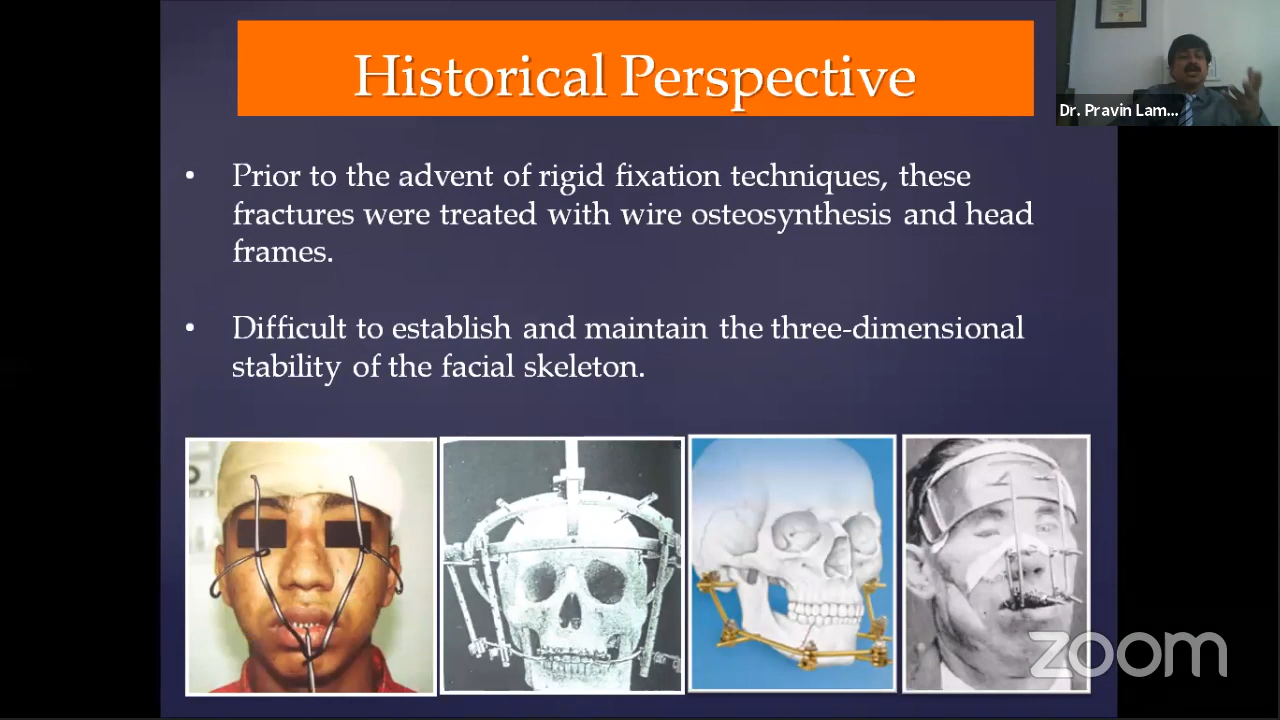 Historical Perspective
Dr. Pravin Lam...
• Prior to the advent of rigid fixation techniques, these
fractures were treated with wire osteosynthesis and head
frames.
• Difficult to establish and maintain the three-dimensional
stability of the facial skeleton.
zoom